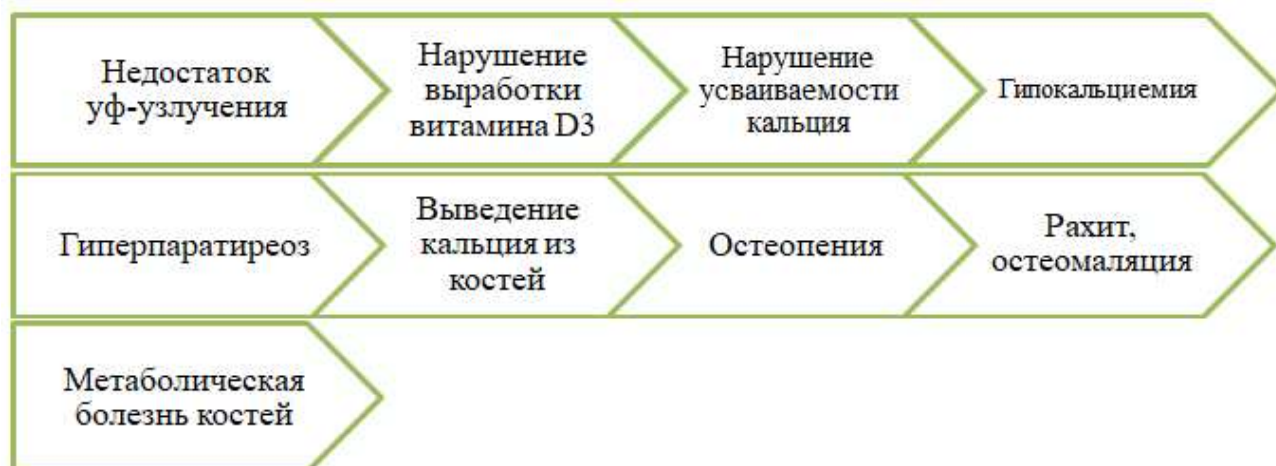 Недостаток
уф-узлучения
Нарушение
выработки
витамина D3
Нарушение
усваиваемости
кальция
Гипокальциемия
Гиперпаратиреоз
Выведение
кальция из
костей
Остеопения
Рахит,
остеомаляция
Метаболическая
болезнь костей